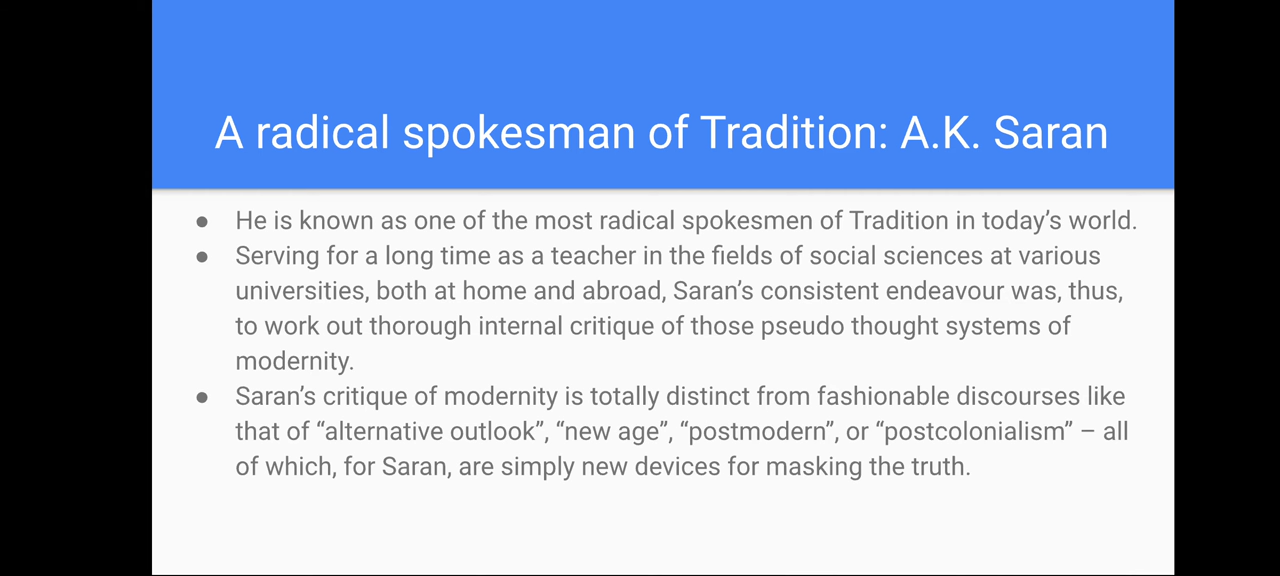 A radical spokesman of Tradition: A.K. Saran
● He is known as one of the most radical spokesmen of Tradition in today’s world.
● Serving for a long time as a teacher in the fields of social sciences at various
universities, both at home and abroad, Saran’s consistent endeavour was, thus,
to work out thorough internal critique of those pseudo thought systems of
modernity.
● Saran’s critique of modernity is totally distinct from fashionable discourses like
that of “alternative outlook”, “new age”, “postmodern”, or “postcolonialism” – all
of which, for Saran, are simply new devices for masking the truth.